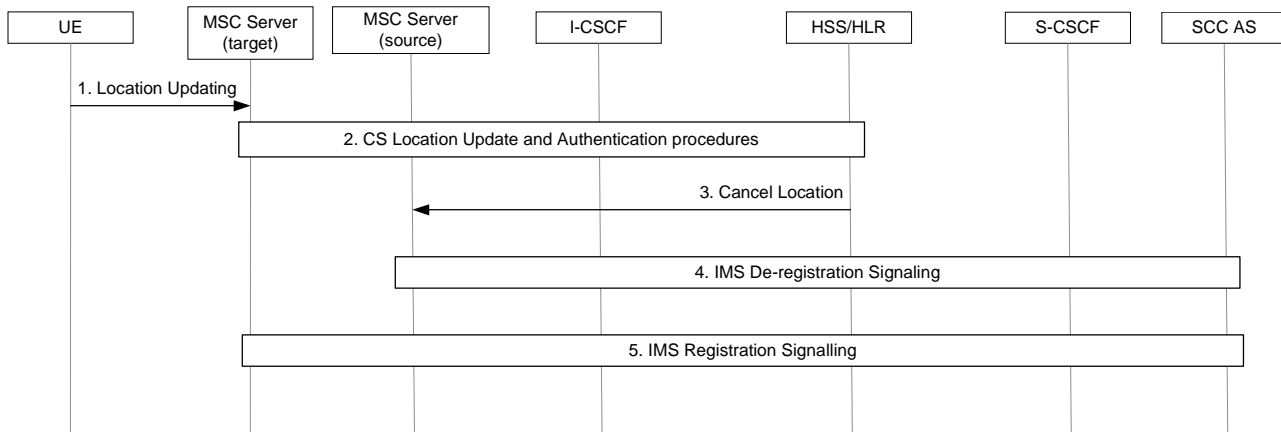 UE
MSC Server
(target)
MSC Server
(source)
I-CSCF
HSS/HLR
S-CSCF
SCC AS
1. Location Updating
2. CS Location Update and Authentication procedures
3. Cancel Location
4. IMS De-registration Signaling
5. IMS Registration Signalling